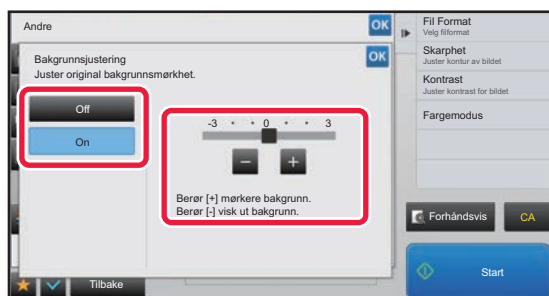 Andre
OK
Bakgrunnsjustering
Juster original bakgrunnsmørkhet.
OK
Off
On
-3 • • 0 • • 3
− +
Berør [+] mørkere bakgrunn.
Berør [-] visk ut bakgrunn.
Tilbake
Fil Format
Velg filformat
Skarphet
Juster kontur av bildet
Kontrast
Juster kontrast for bildet
Fargemodus
Forhåndsvis
CA
Start